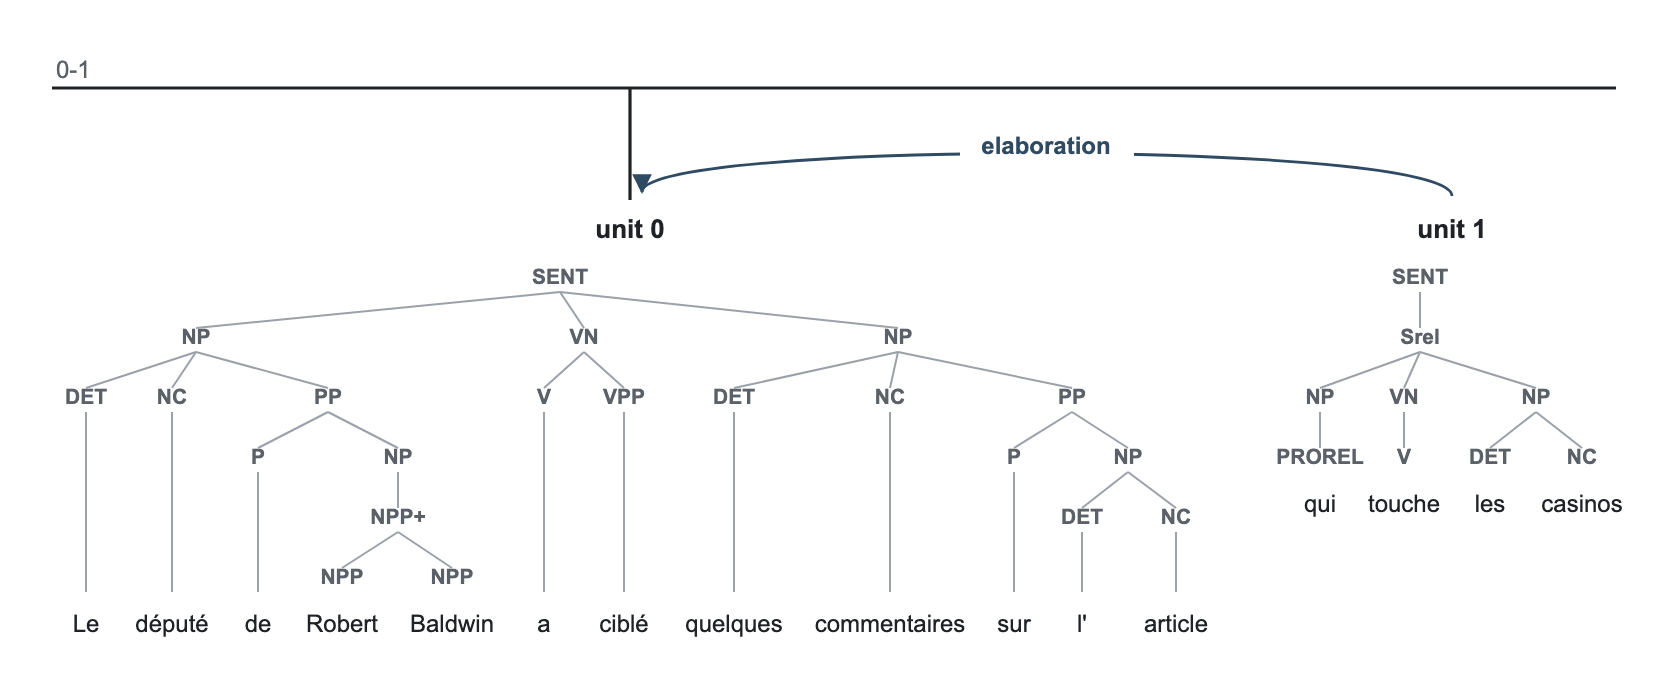 0-1
elaboration
unit 0 unit 1
SENT SENT
NP VN NP Srel
DET NC PP V VPP DET NC PP NP VN NP
P NP P NP PROREL V DET NC
qui touche les casinos
NPP+ DET NC
NPP NPP
Le député de Robert Baldwin a ciblé quelques commentaires sur l' article